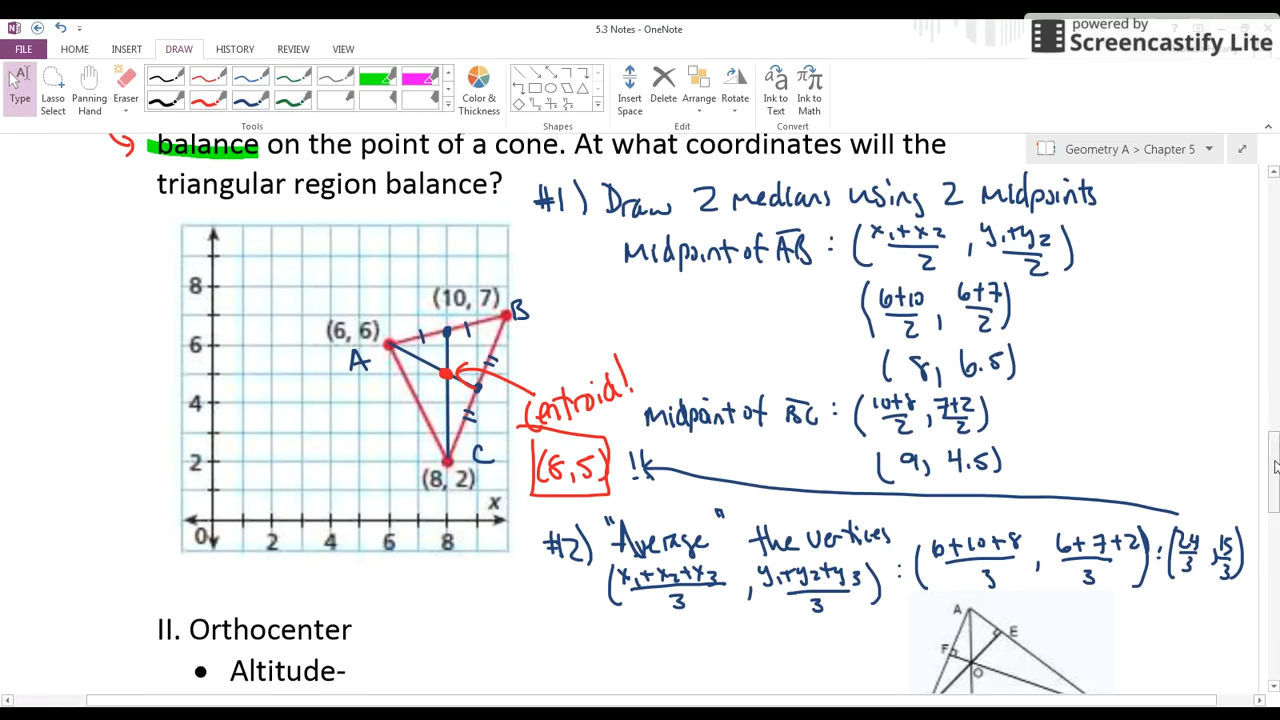 5.3 Notes - OneNote
powered by
Screencastify Lite
FILE HOME INSERT DRAW HISTORY REVIEW VIEW
Type
Lasso Select
Panning Hand
Eraser
Color & Thickness
Insert Space
Delete
Arrange
Rotate
Ink to Text
Ink to Math
Tools Shapes Edit Convert
Geometry A > Chapter 5
balance on the point of a cone. At what coordinates will the
triangular region balance?
#1) Draw 2 medians using 2 midpoints
Midpoint of AB : (x1+x2/2, y1+y2/2)
(6+10/2, 6+7/2)
(8, 6.5)
Midpoint of BC : (10+8/2, 7+2/2)
(9, 4.5)
8
6
4
2
0
2 4 6 8
x
(10, 7) B
(6, 6)
A
C
(8, 2)
Centroid!
(8,5) !!
#2) "Average" the vertices : (6+10+8/3, 6+7+2/3) : (24/3, 15/3)
(x1+x2+x3/3, y1+y2+y3/3)
II. Orthocenter
• Altitude-
A
E
F
O